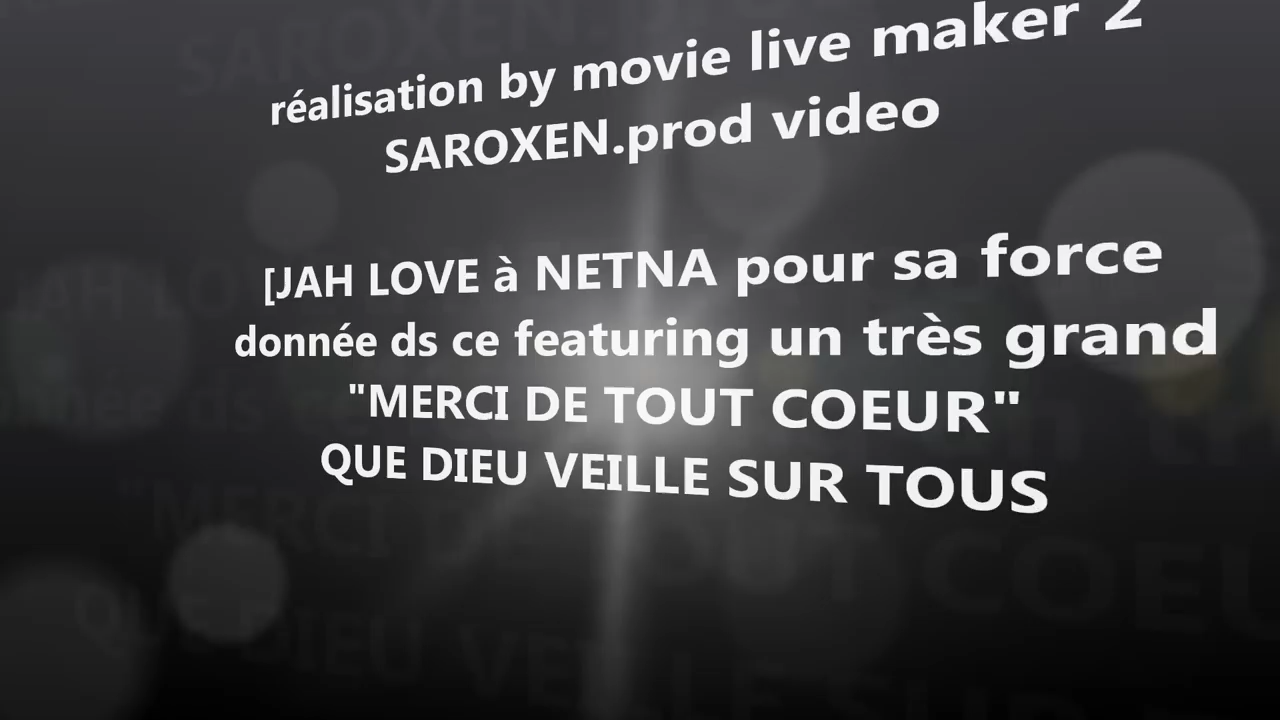 réalisation by movie live maker 2
SAROXEN.prod video
[JAH LOVE à NETNA pour sa force
donnée ds ce featuring un très grand
"MERCI DE TOUT COEUR"
QUE DIEU VEILLE SUR TOUS